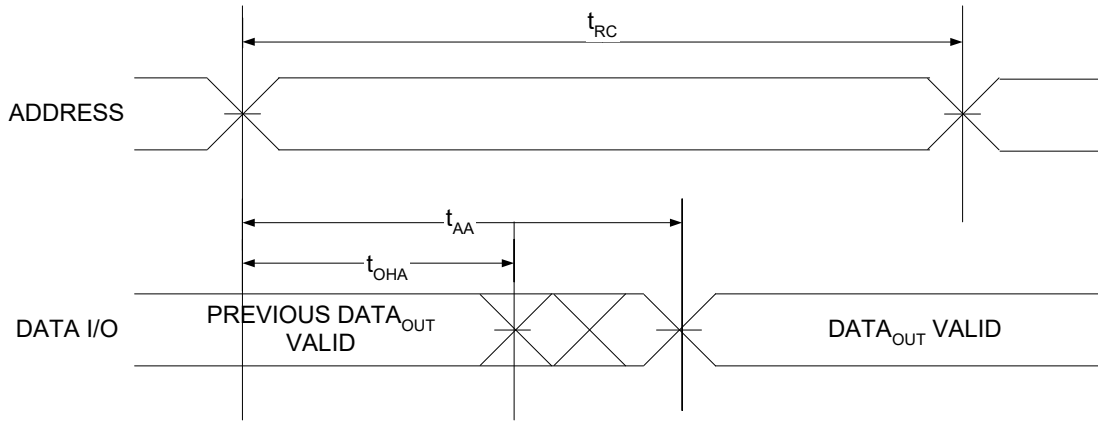 tRC
ADDRESS
tAA
tOHA
DATA I/O
PREVIOUS DATAOUT
VALID
DATAOUT VALID